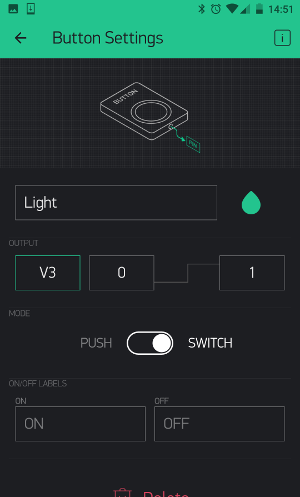 14:51
Button Settings
i
BUTTON
PIN
Light
OUTPUT
V3 0 1
MODE
PUSH SWITCH
ON/OFF LABELS
ON OFF
ON OFF
Delete